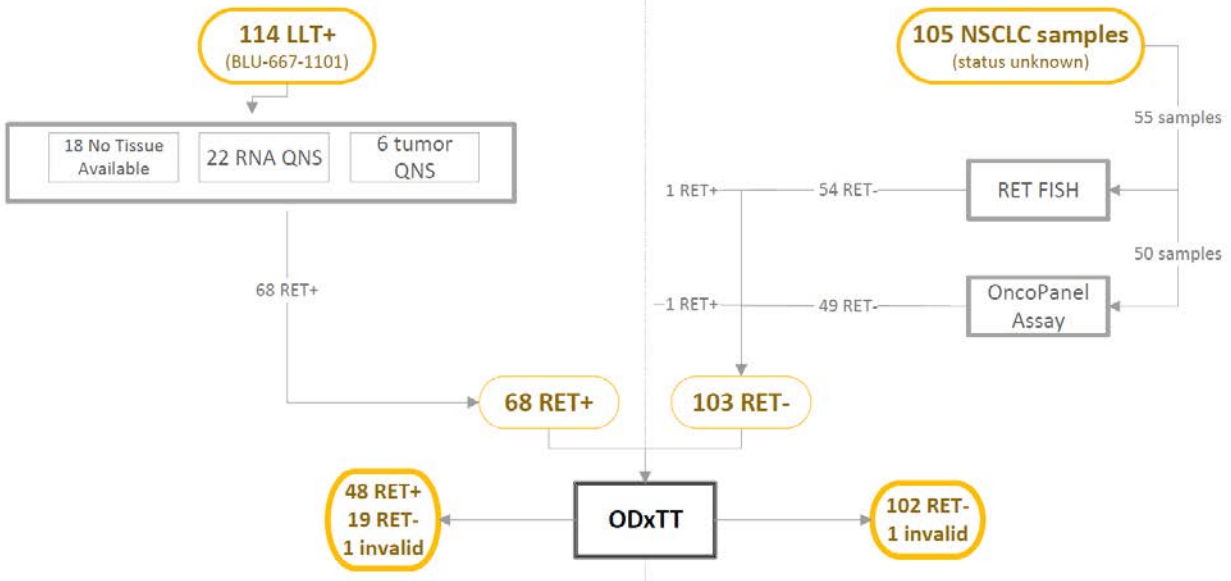 114 LLT+
(BLU-667-1101)
18 No Tissue
Available
22 RNA QNS
6 tumor
QNS
68 RET+
105 NSCLC samples
(status unknown)
55 samples
1 RET+
54 RET-
RET FISH
50 samples
1 RET+
49 RET-
OncoPanel
Assay
68 RET+
103 RET-
48 RET+
19 RET-
1 invalid
ODxTT
102 RET-
1 invalid